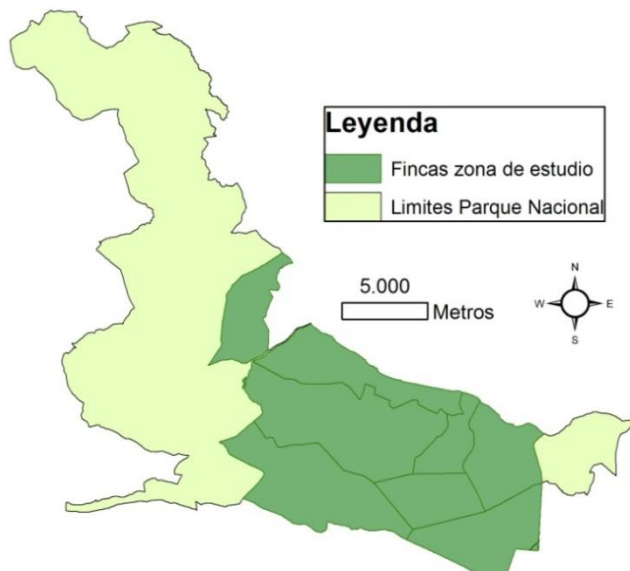 Leyenda
Fincas zona de estudio
Limites Parque Nacional
5.000
Metros
N
W E
S